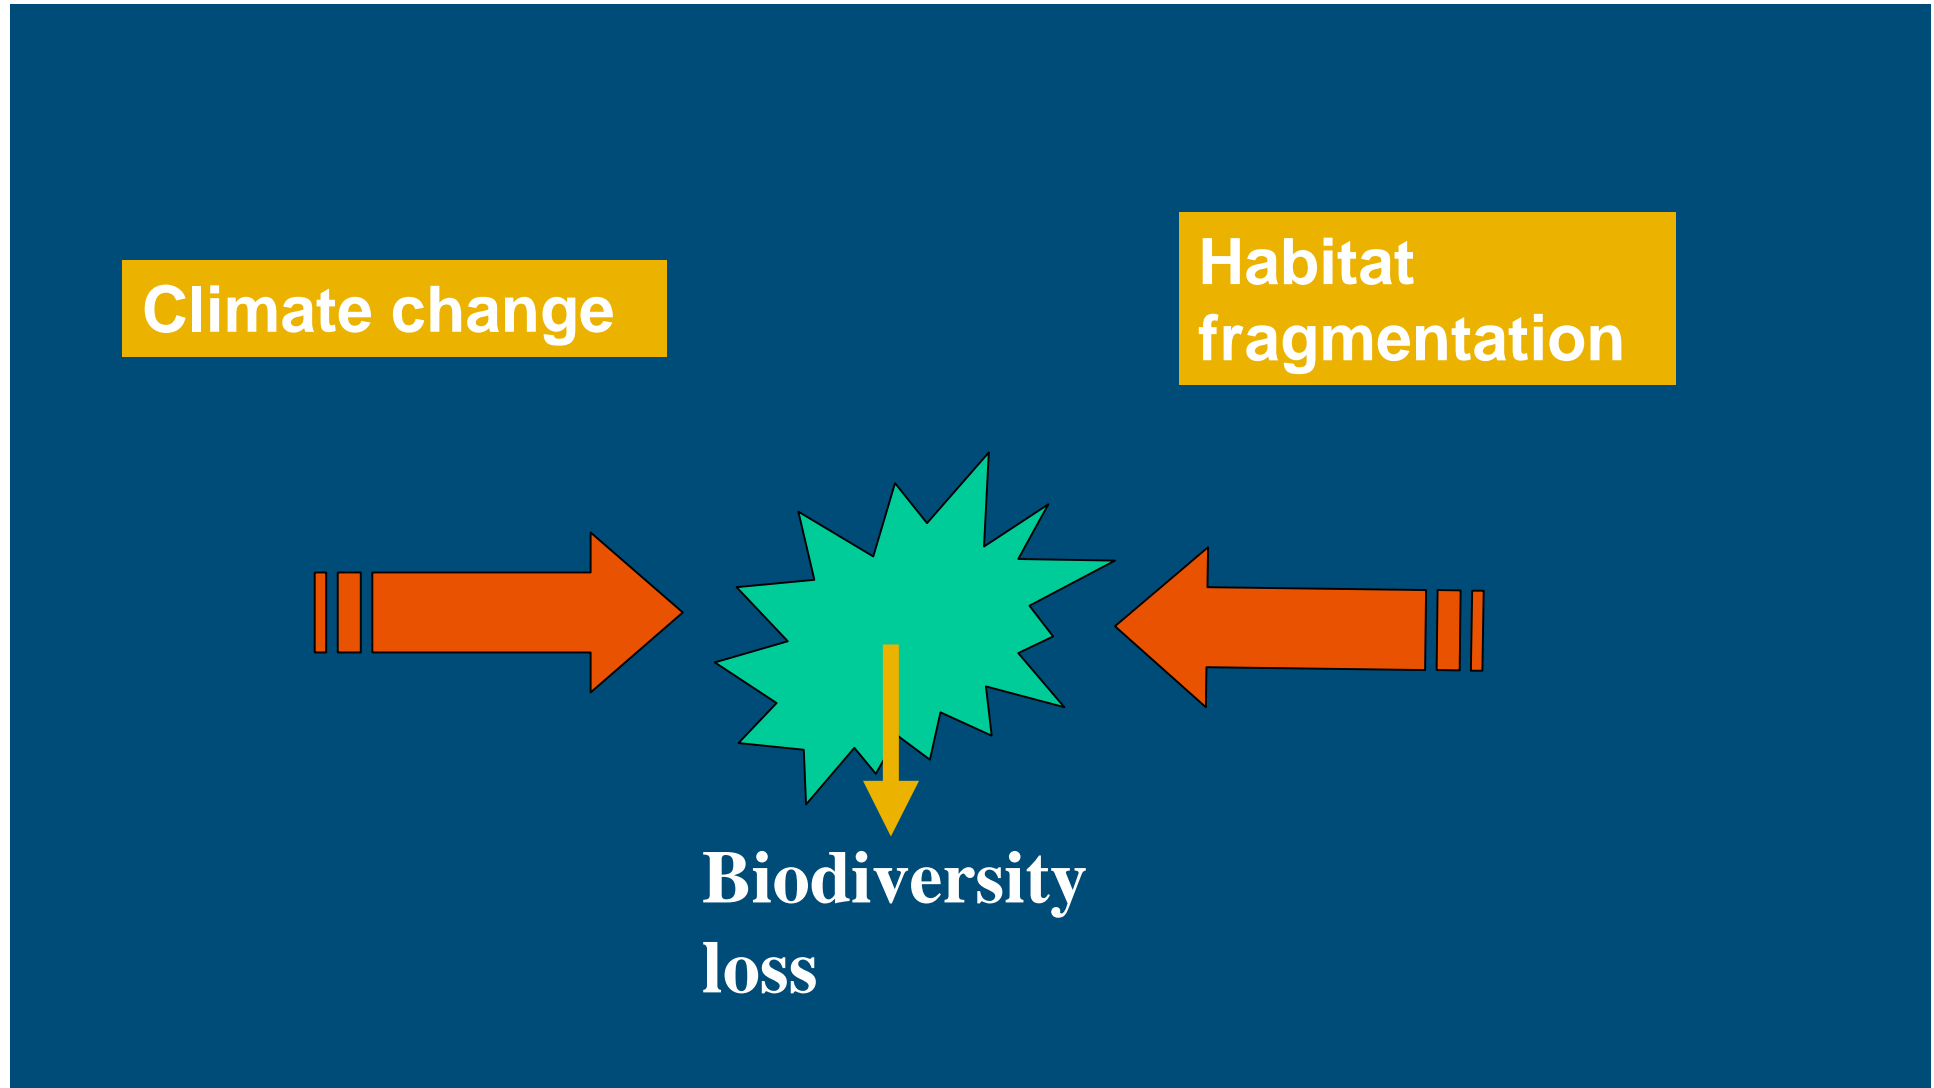 Climate change
Habitat
fragmentation
Biodiversity
loss